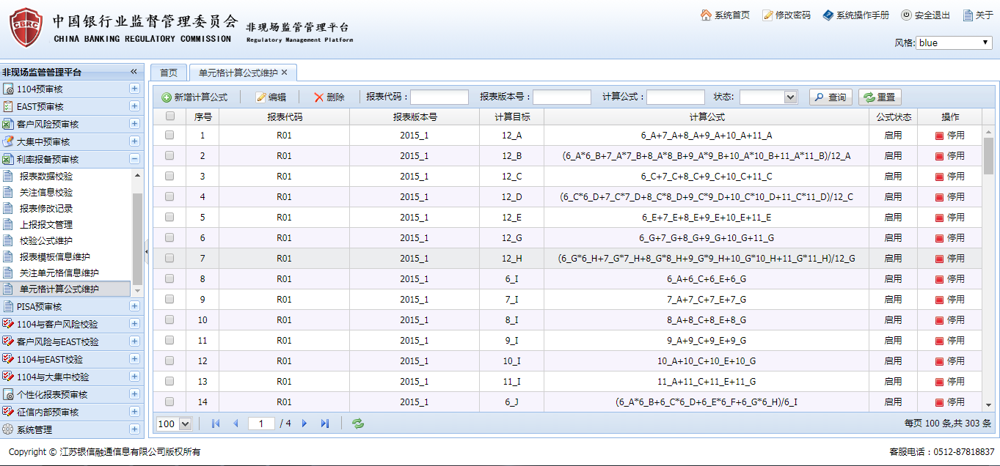 CBRC
中国银行业监督管理委员会
CHINA BANKING REGULATORY COMMISSION
非现场监管管理平台
Regulatory Management Platform
系统首页 修改密码 系统操作手册 安全退出 关于
风格: blue
非现场监管管理平台
1104预审核
EAST预审核
客户风险预审核
大集中预审核
利率报备预审核
报表数据校验
关注信息校验
报表修改记录
上报报文管理
校验公式维护
报表模板信息维护
关注单元格信息维护
单元格计算公式维护
PISA预审核
1104与客户风险校验
客户风险与EAST校验
1104与EAST校验
1104与大集中校验
个性化报表预审核
征信内部预审核
系统管理
首页 单元格计算公式维护
新增计算公式 编辑 删除 报表代码: 报表版本号: 计算公式: 状态: 查询 重置
序号 报表代码 报表版本号 计算目标 计算公式 公式状态 操作
1 R01 2015_1 12_A 6_A+7_A+8_A+9_A+10_A+11_A 启用 停用
2 R01 2015_1 12_B (6_A*6_B+7_A*7_B+8_A*8_B+9_A*9_B+10_A*10_B+11_A*11_B)/12_A 启用 停用
3 R01 2015_1 12_C 6_C+7_C+8_C+9_C+10_C+11_C 启用 停用
4 R01 2015_1 12_D (6_C*6_D+7_C*7_D+8_C*8_D+9_C*9_D+10_C*10_D+11_C*11_D)/12_C 启用 停用
5 R01 2015_1 12_E 6_E+7_E+8_E+9_E+10_E+11_E 启用 停用
6 R01 2015_1 12_G 6_G+7_G+8_G+9_G+10_G+11_G 启用 停用
7 R01 2015_1 12_H (6_G*6_H+7_G*7_H+8_G*8_H+9_G*9_H+10_G*10_H+11_G*11_H)/12_G 启用 停用
8 R01 2015_1 6_I 6_A+6_C+6_E+6_G 启用 停用
9 R01 2015_1 7_I 7_A+7_C+7_E+7_G 启用 停用
10 R01 2015_1 8_I 8_A+8_C+8_E+8_G 启用 停用
11 R01 2015_1 9_I 9_A+9_C+9_E+9_G 启用 停用
12 R01 2015_1 10_I 10_A+10_C+10_E+10_G 启用 停用
13 R01 2015_1 11_I 11_A+11_C+11_E+11_G 启用 停用
14 R01 2015_1 6_J (6_A*6_B+6_C*6_D+6_E*6_F+6_G*6_H)/6_I 启用 停用
100 1 / 4 每页 100 条,共 303 条
Copyright © 江苏银信融通信息有限公司版权所有 客服电话:0512-87818837